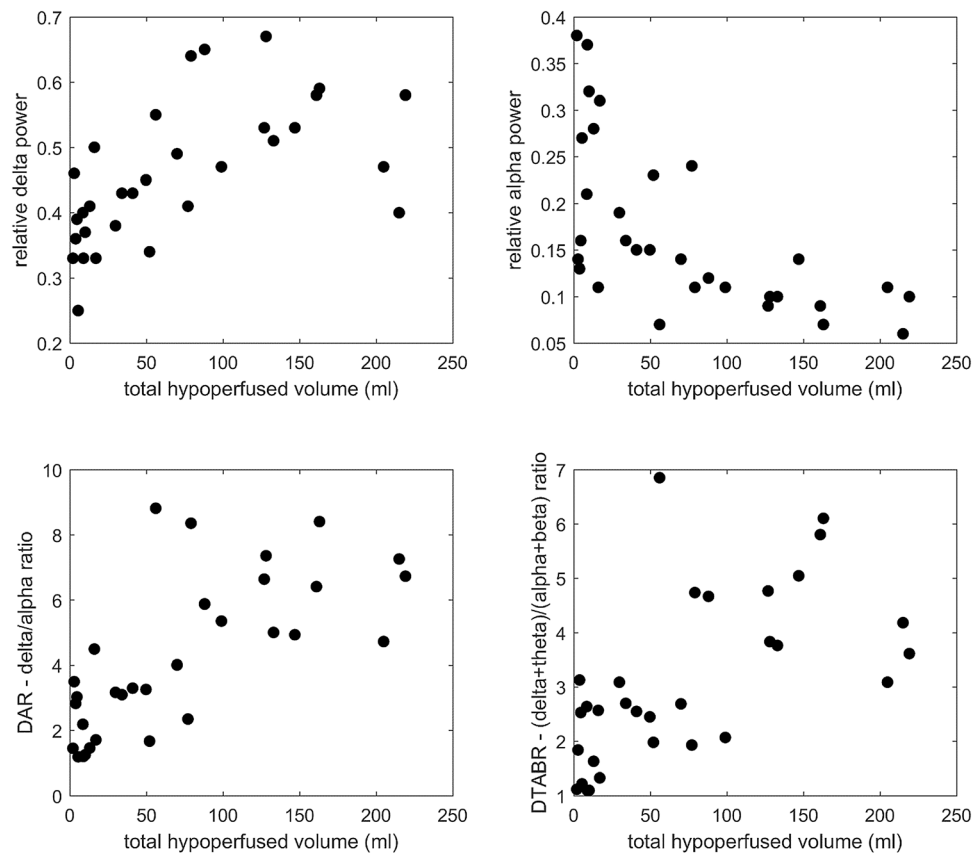 0.7
0.6
0.5
0.4
0.3
0.2
relative delta power
0 50 100 150 200 250
total hypoperfused volume (ml)
0.4
0.35
0.3
0.25
0.2
0.15
0.1
0.05
relative alpha power
0 50 100 150 200 250
total hypoperfused volume (ml)
10
8
6
4
2
0
DAR - delta/alpha ratio
0 50 100 150 200 250
total hypoperfused volume (ml)
7
6
5
4
3
2
1
DTABR - (delta+theta)/(alpha+beta) ratio
0 50 100 150 200 250
total hypoperfused volume (ml)